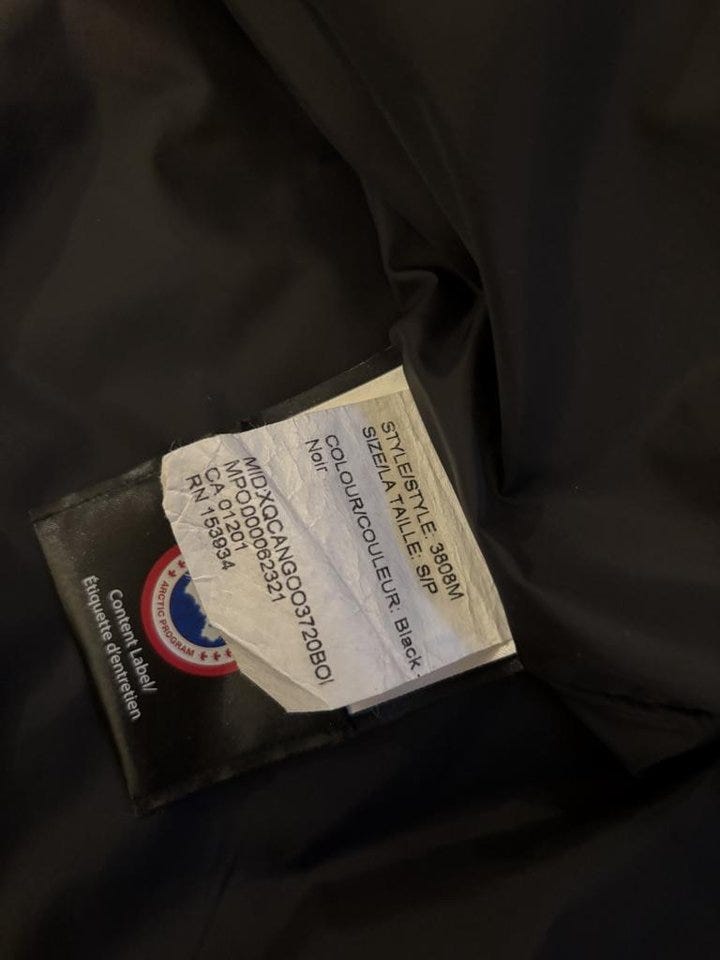 STYLE/STYLE: 3808M
SIZE/LA TAILLE: S/P
COLOUR/COULEUR: Black -
Noir
MIDXQCANGOO3720BOI
MPO000062321
CA 01201
RN 153934
ARCTIC PROGRAM
Content Label/
Étiquette d'entretien